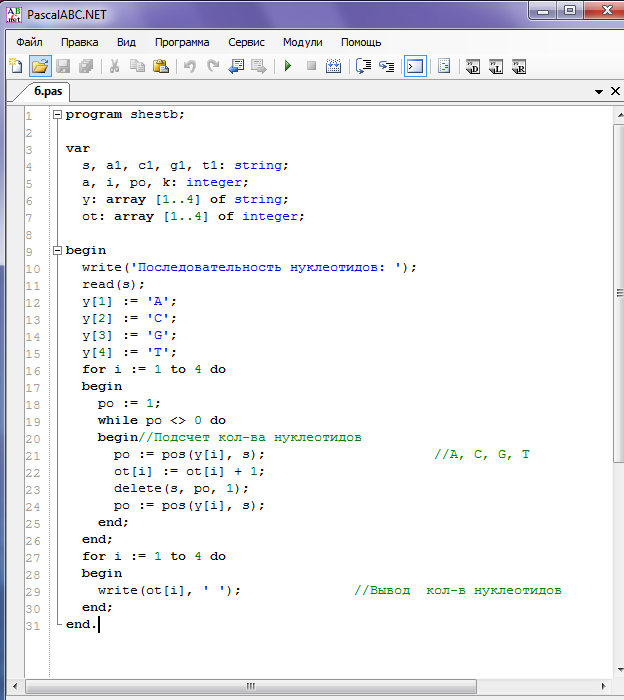 PascalABC.NET
Файл Правка Вид Программа Сервис Модули Помощь
6.pas
1 program shestb;
2
3 var
4 s, a1, c1, g1, t1: string;
5 a, i, po, k: integer;
6 y: array [1..4] of string;
7 ot: array [1..4] of integer;
8
9 begin
10 write('Последовательность нуклеотидов: ');
11 read(s);
12 y[1] := 'A';
13 y[2] := 'C';
14 y[3] := 'G';
15 y[4] := 'T';
16 for i := 1 to 4 do
17 begin
18 po := 1;
19 while po <> 0 do
20 begin//Подсчет кол-ва нуклеотидов
21 po := pos(y[i], s); //A, C, G, T
22 ot[i] := ot[i] + 1;
23 delete(s, po, 1);
24 po := pos(y[i], s);
25 end;
26 end;
27 for i := 1 to 4 do
28 begin
29 write(ot[i], ' '); //Вывод кол-в нуклеотидов
30 end;
31 end.